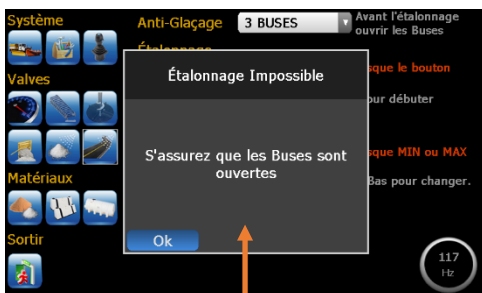 Système
Anti-Glaçage
3 BUSES
Avant l'étalonnage
ouvrir les Buses
Étalonnage
Étalonnage Impossible
sque le bouton
Valves
our débuter
S'assurez que les Buses sont
ouvertes
sque MIN ou MAX
Matériaux
Bas pour changer.
Sortir
Ok
117
Hz